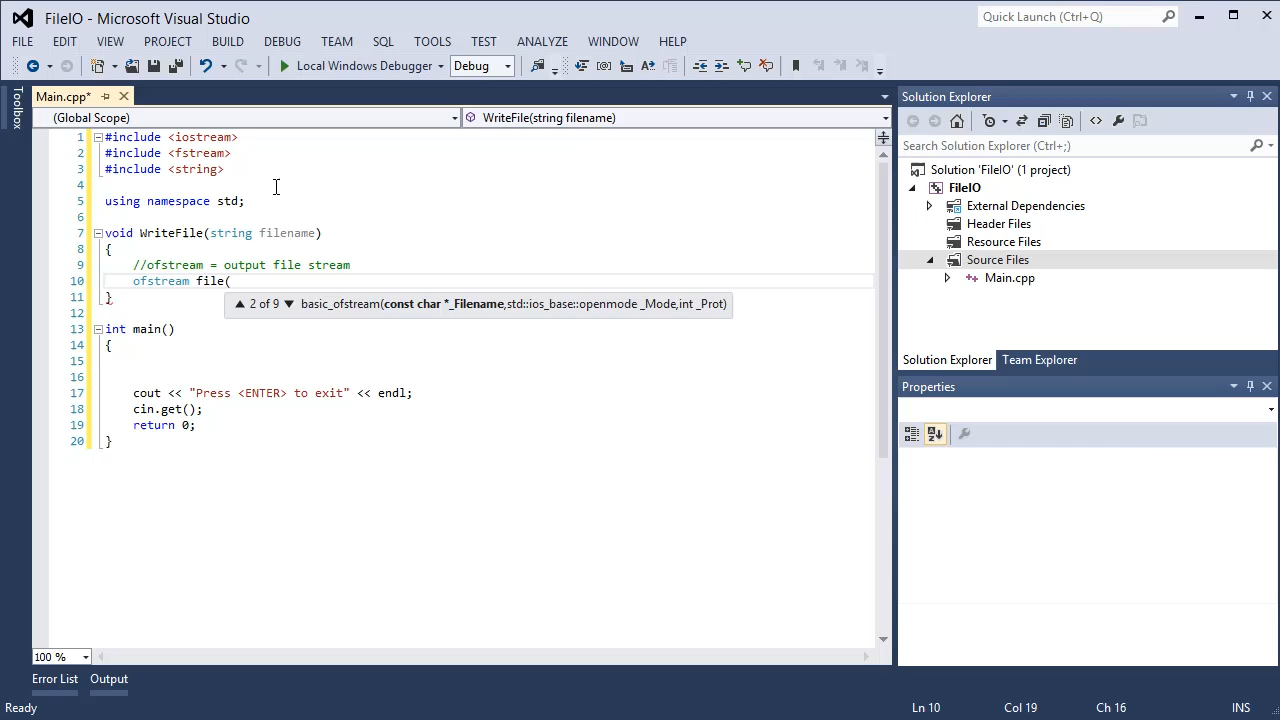 FileIO - Microsoft Visual Studio
Quick Launch (Ctrl+Q)
FILE EDIT VIEW PROJECT BUILD DEBUG TEAM SQL TOOLS TEST ANALYZE WINDOW HELP
Local Windows Debugger Debug
Toolbox
Main.cpp*
(Global Scope) WriteFile(string filename)
1 #include <iostream>
2 #include <fstream>
3 #include <string>
4
5 using namespace std;
6
7 void WriteFile(string filename)
8 {
9 //ofstream = output file stream
10 ofstream file(
11 }
▲ 2 of 9 ▼ basic_ofstream(const char *_Filename,std::ios_base::openmode _Mode,int _Prot)
12
13 int main()
14 {
15
16
17 cout << "Press <ENTER> to exit" << endl;
18 cin.get();
19 return 0;
20 }
100 %
Solution Explorer
Search Solution Explorer (Ctrl+;)
Solution 'FileIO' (1 project)
FileIO
External Dependencies
Header Files
Resource Files
Source Files
Main.cpp
Solution Explorer Team Explorer
Properties
Error List Output
Ready Ln 10 Col 19 Ch 16 INS